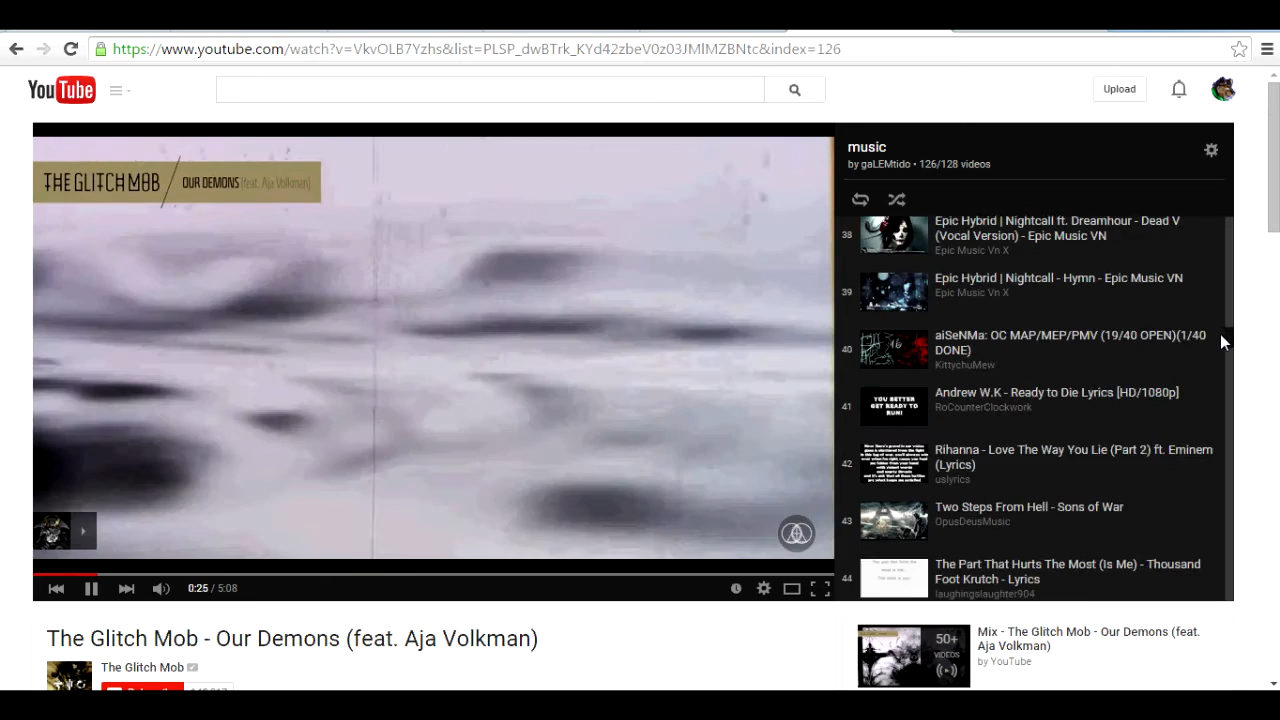 https://www.youtube.com/watch?v=VkvOLB7Yzhs&list=PLSP_dwBTrk_KYd42zbeV0z03JMlMZBNtc&index=126
YouTube
Upload
THE GLITCH MOB / OUR DEMONS (feat. Aja Volkman)
music
by gaLEMtido • 126/128 videos
38
Epic Hybrid | Nightcall ft. Dreamhour - Dead V
(Vocal Version) - Epic Music VN
Epic Music Vn X
39
Epic Hybrid | Nightcall - Hymn - Epic Music VN
Epic Music Vn X
40
aiSeNMa: OC MAP/MEP/PMV (19/40 OPEN)(1/40
DONE)
KittychuMew
41
YOU BETTER
GET READY TO
RUN!
Andrew W.K - Ready to Die Lyrics [HD/1080p]
RoCounterClockwork
42
Rihanna - Love The Way You Lie (Part 2) ft. Eminem
(Lyrics)
uslyrics
43
Two Steps From Hell - Sons of War
OpusDeusMusic
44
The Part That Hurts The Most (Is Me) - Thousand
Foot Krutch - Lyrics
laughingslaughter904
0:25 / 5:08
The Glitch Mob - Our Demons (feat. Aja Volkman)
The Glitch Mob
50+
VIDEOS
Mix - The Glitch Mob - Our Demons (feat.
Aja Volkman)
by YouTube